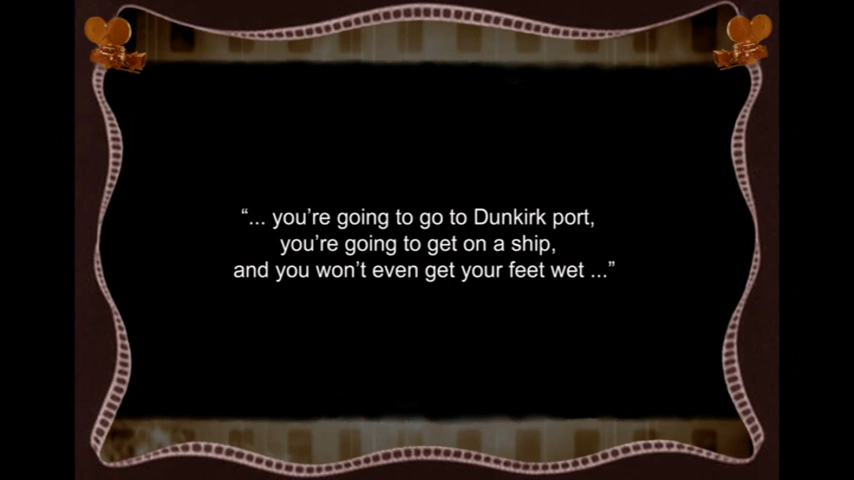 “... you’re going to go to Dunkirk port,
you’re going to get on a ship,
and you won’t even get your feet wet ...”